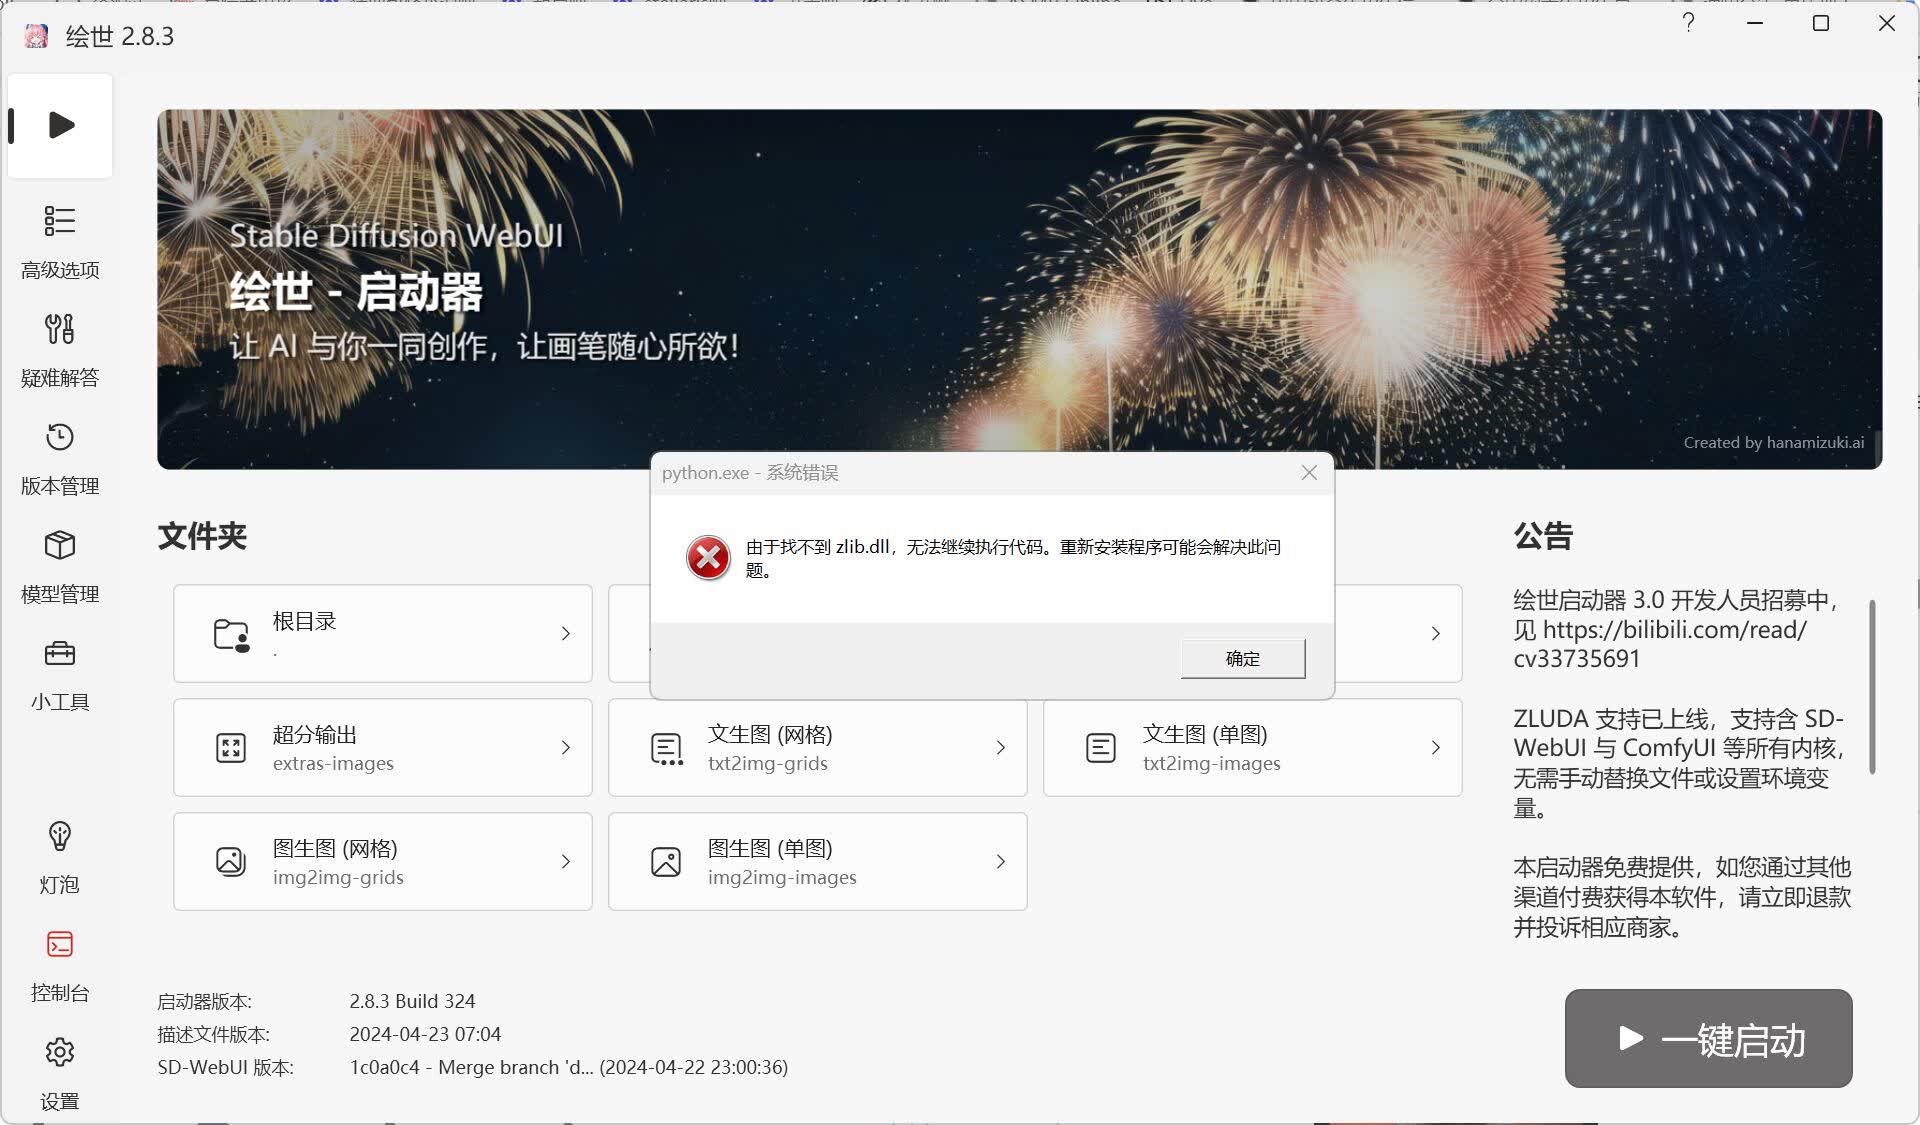 绘世 2.8.3
高级选项
疑难解答
版本管理
模型管理
小工具
灯泡
控制台
设置
Stable Diffusion WebUI
绘世 - 启动器
让 AI 与你一同创作，让画笔随心所欲！
Created by hanamizuki.ai
python.exe - 系统错误
由于找不到 zlib.dll，无法继续执行代码。重新安装程序可能会解决此问
题。
确定
文件夹
根目录
.
超分输出
extras-images
文生图 (网格)
txt2img-grids
文生图 (单图)
txt2img-images
图生图 (网格)
img2img-grids
图生图 (单图)
img2img-images
公告
绘世启动器 3.0 开发人员招募中，
见 https://bilibili.com/read/
cv33735691
ZLUDA 支持已上线，支持含 SD-
WebUI 与 ComfyUI 等所有内核，
无需手动替换文件或设置环境变
量。
本启动器免费提供，如您通过其他
渠道付费获得本软件，请立即退款
并投诉相应商家。
启动器版本: 2.8.3 Build 324
描述文件版本: 2024-04-23 07:04
SD-WebUI 版本: 1c0a0c4 - Merge branch 'd... (2024-04-22 23:00:36)
一键启动